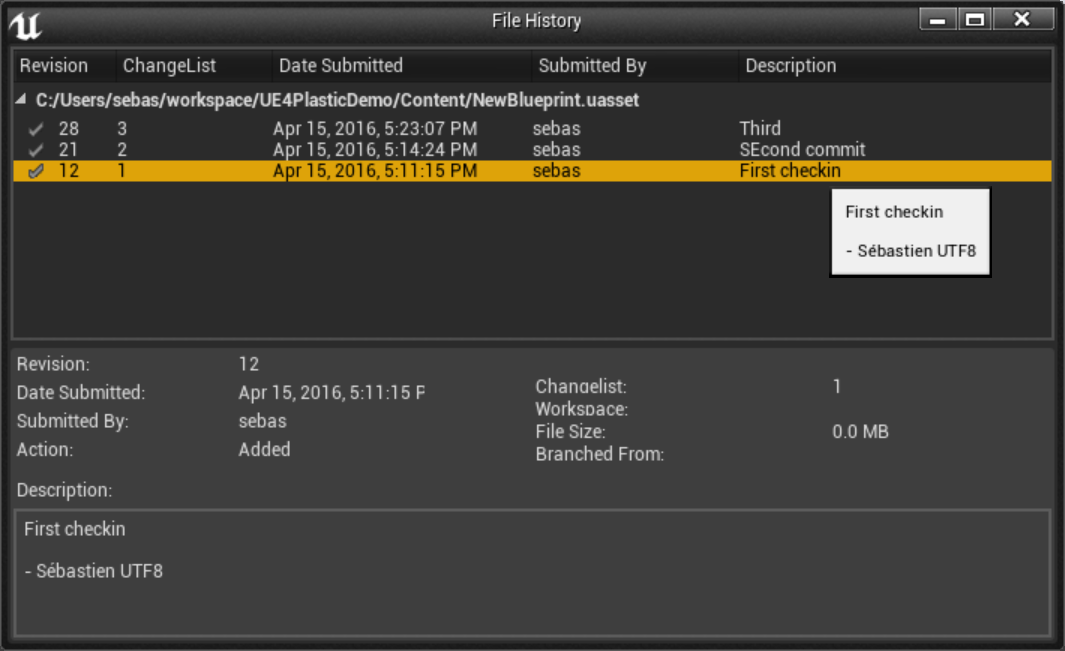 File History
Revision ChangeList Date Submitted Submitted By Description
C:/Users/sebas/workspace/UE4PlasticDemo/Content/NewBlueprint.uasset
28 3 Apr 15, 2016, 5:23:07 PM sebas Third
21 2 Apr 15, 2016, 5:14:24 PM sebas SEcond commit
12 1 Apr 15, 2016, 5:11:15 PM sebas First checkin
First checkin
- Sébastien UTF8
Revision: 12
Date Submitted: Apr 15, 2016, 5:11:15 P
Submitted By: sebas
Action: Added
Changelist: 1
Workspace:
File Size: 0.0 MB
Branched From:
Description:
First checkin
- Sébastien UTF8